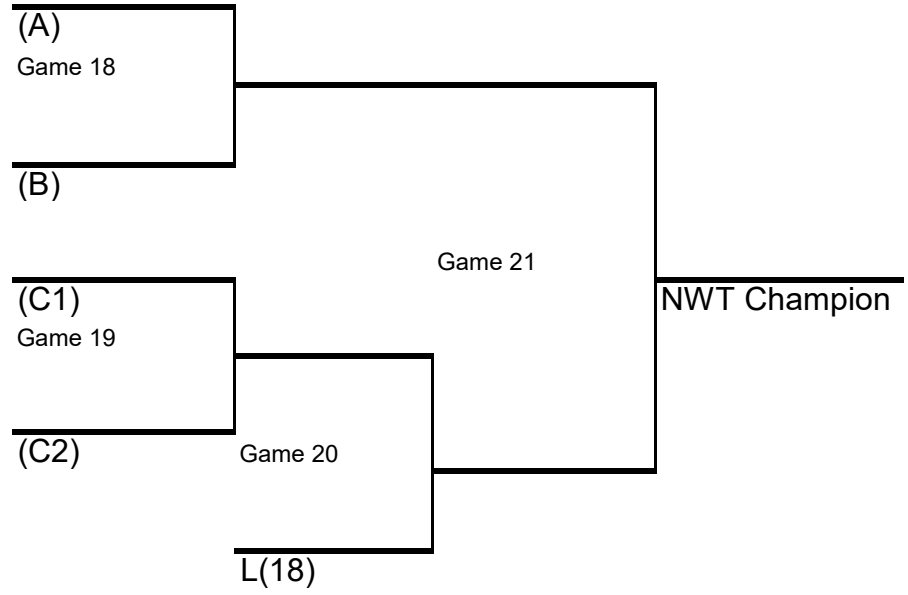 (A)
Game 18
(B)
Game 21
(C1)
NWT Champion
Game 19
(C2)
Game 20
L(18)